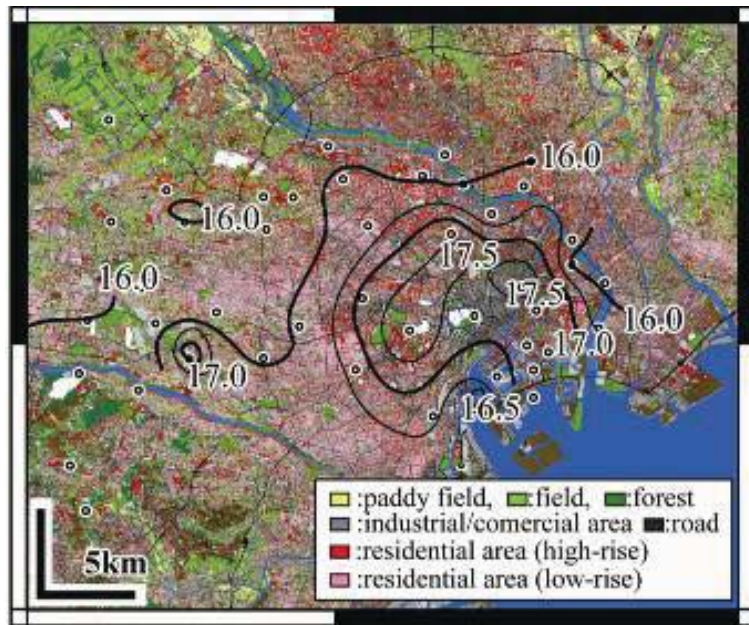 16.0
16.0
17.5
16.0
17.5
16.0
17.0
17.0
16.5
:paddy field, :field, :forest
:industrial/comercial area :road
:residential area (high-rise)
:residential area (low-rise)
5km